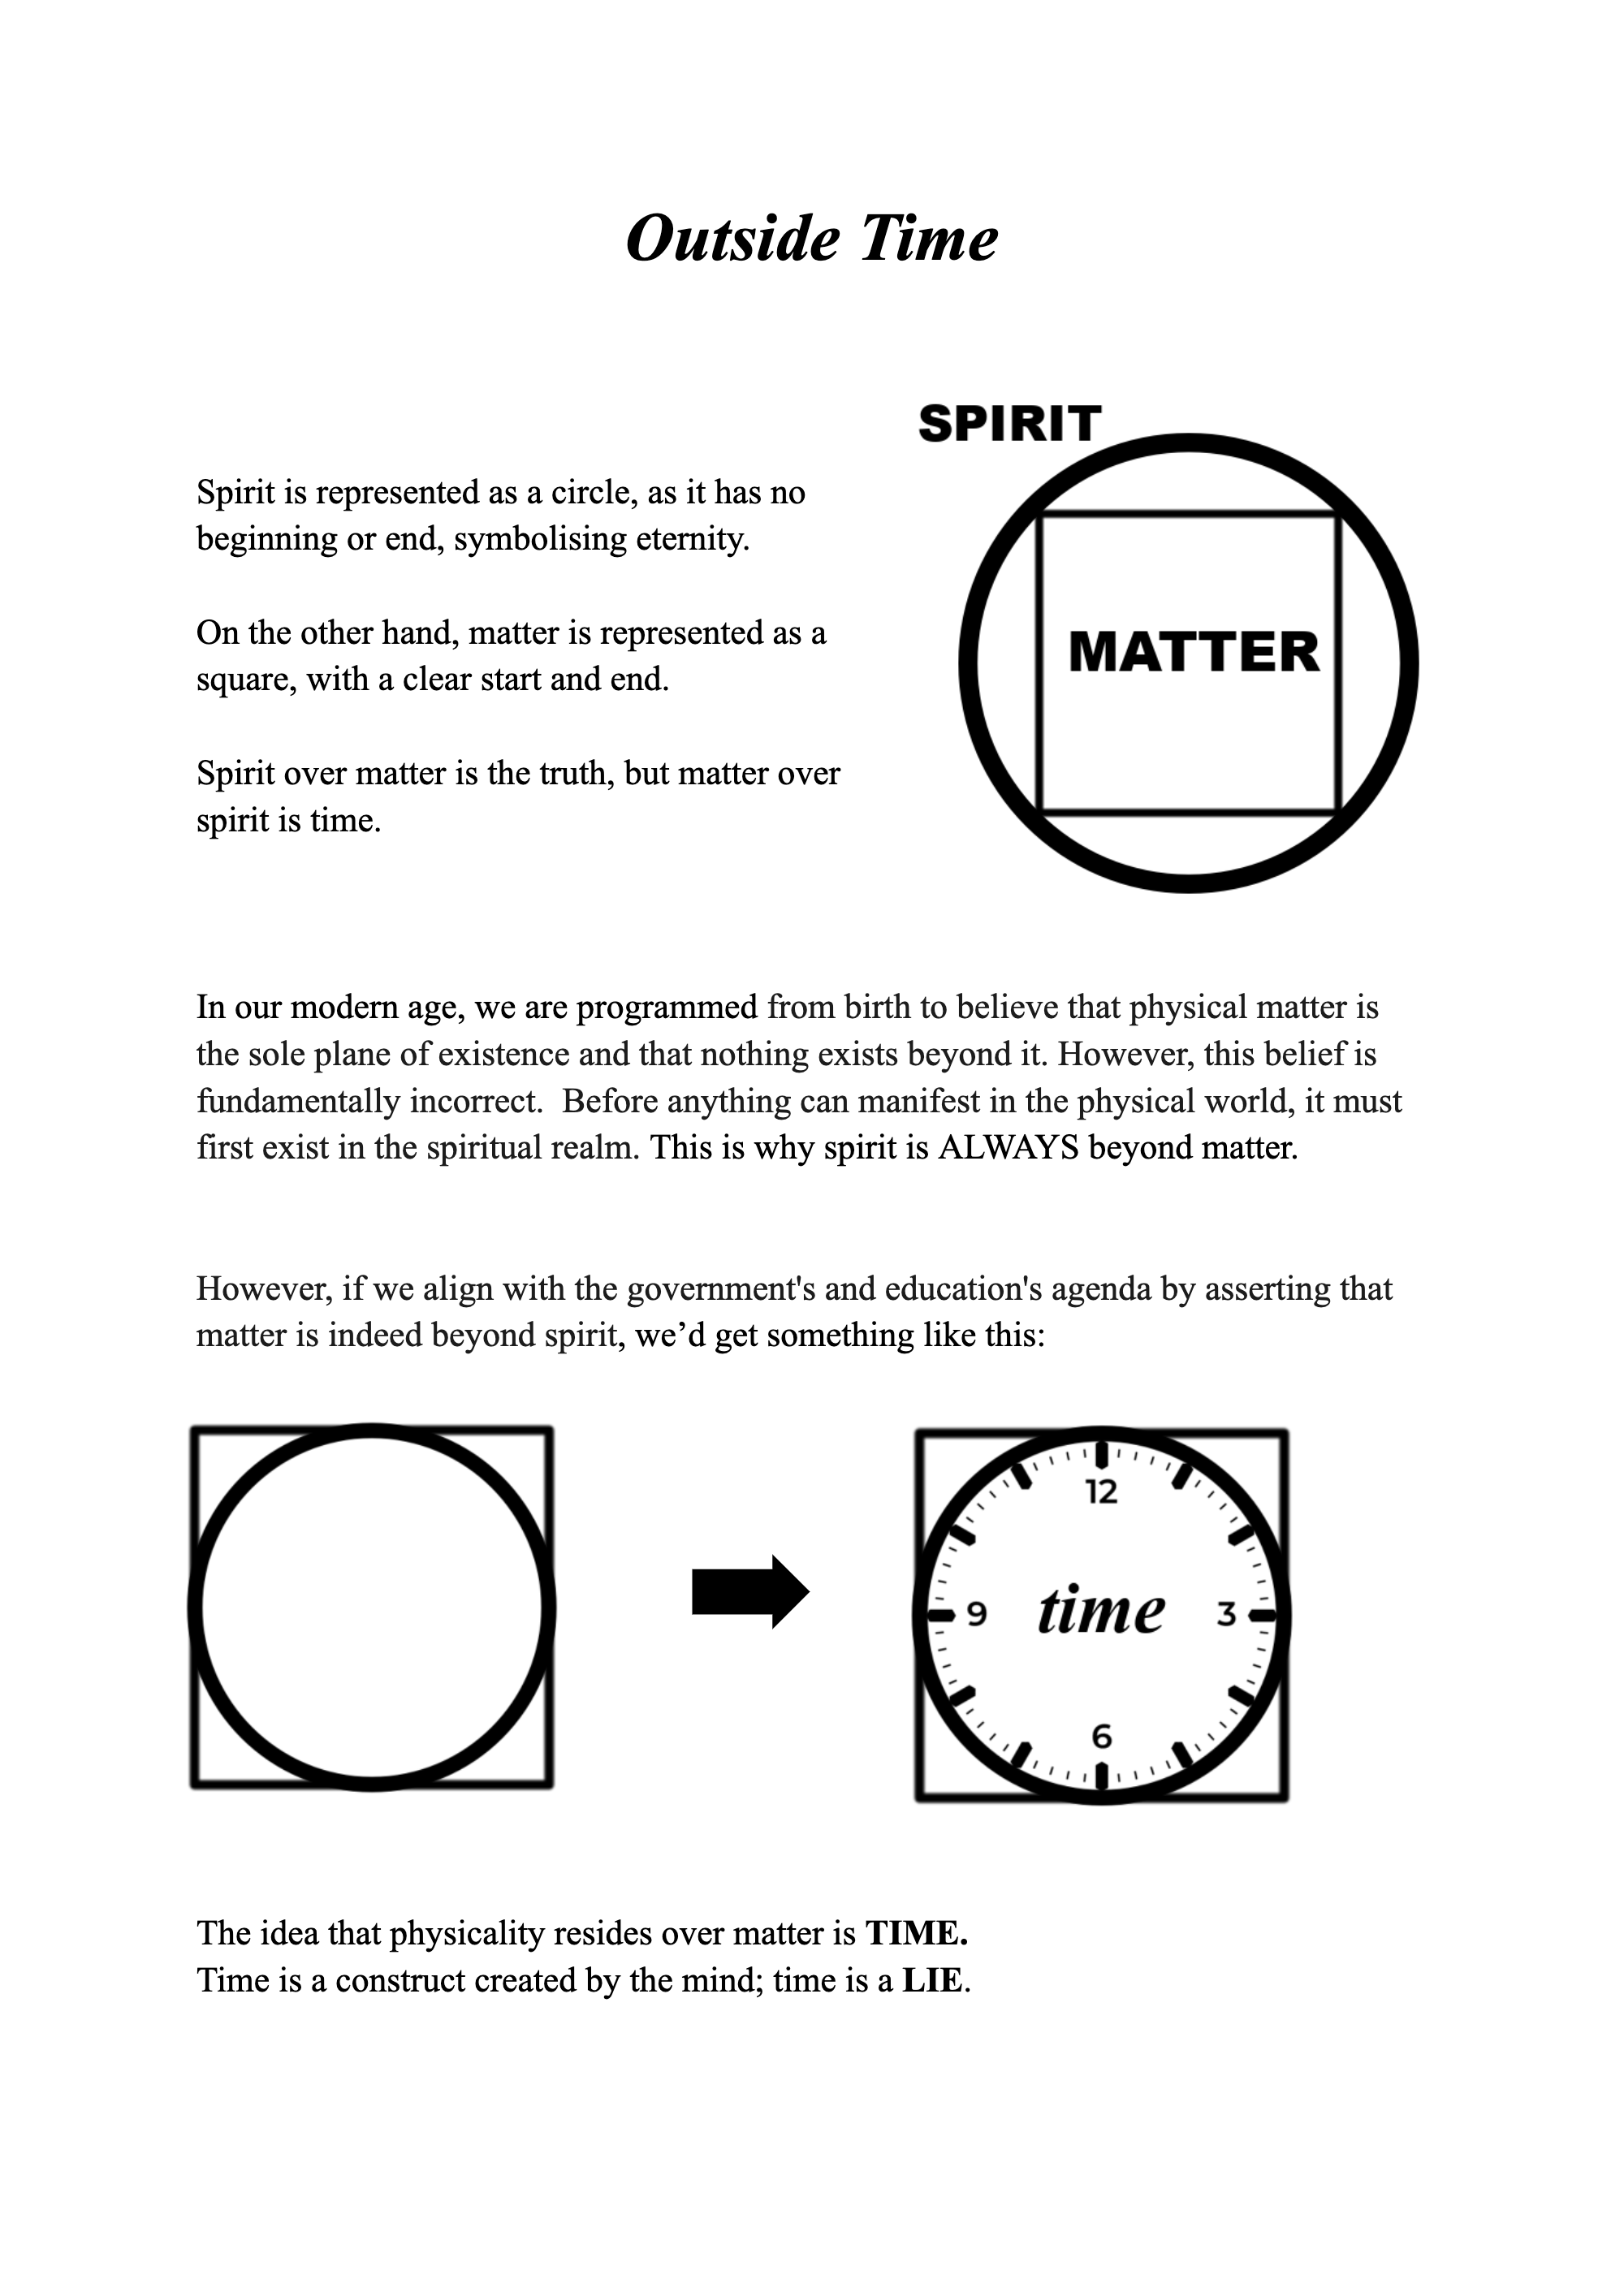 Outside Time
SPIRIT
Spirit is represented as a circle, as it has no
beginning or end, symbolising eternity.
On the other hand, matter is represented as a
square, with a clear start and end.
MATTER
Spirit over matter is the truth, but matter over
spirit is time.
In our modern age, we are programmed from birth to believe that physical matter is
the sole plane of existence and that nothing exists beyond it. However, this belief is
fundamentally incorrect.  Before anything can manifest in the physical world, it must
first exist in the spiritual realm. This is why spirit is ALWAYS beyond matter.
However, if we align with the government's and education's agenda by asserting that
matter is indeed beyond spirit, we’d get something like this:
12
9 time 3
6
The idea that physicality resides over matter is TIME.
Time is a construct created by the mind; time is a LIE.